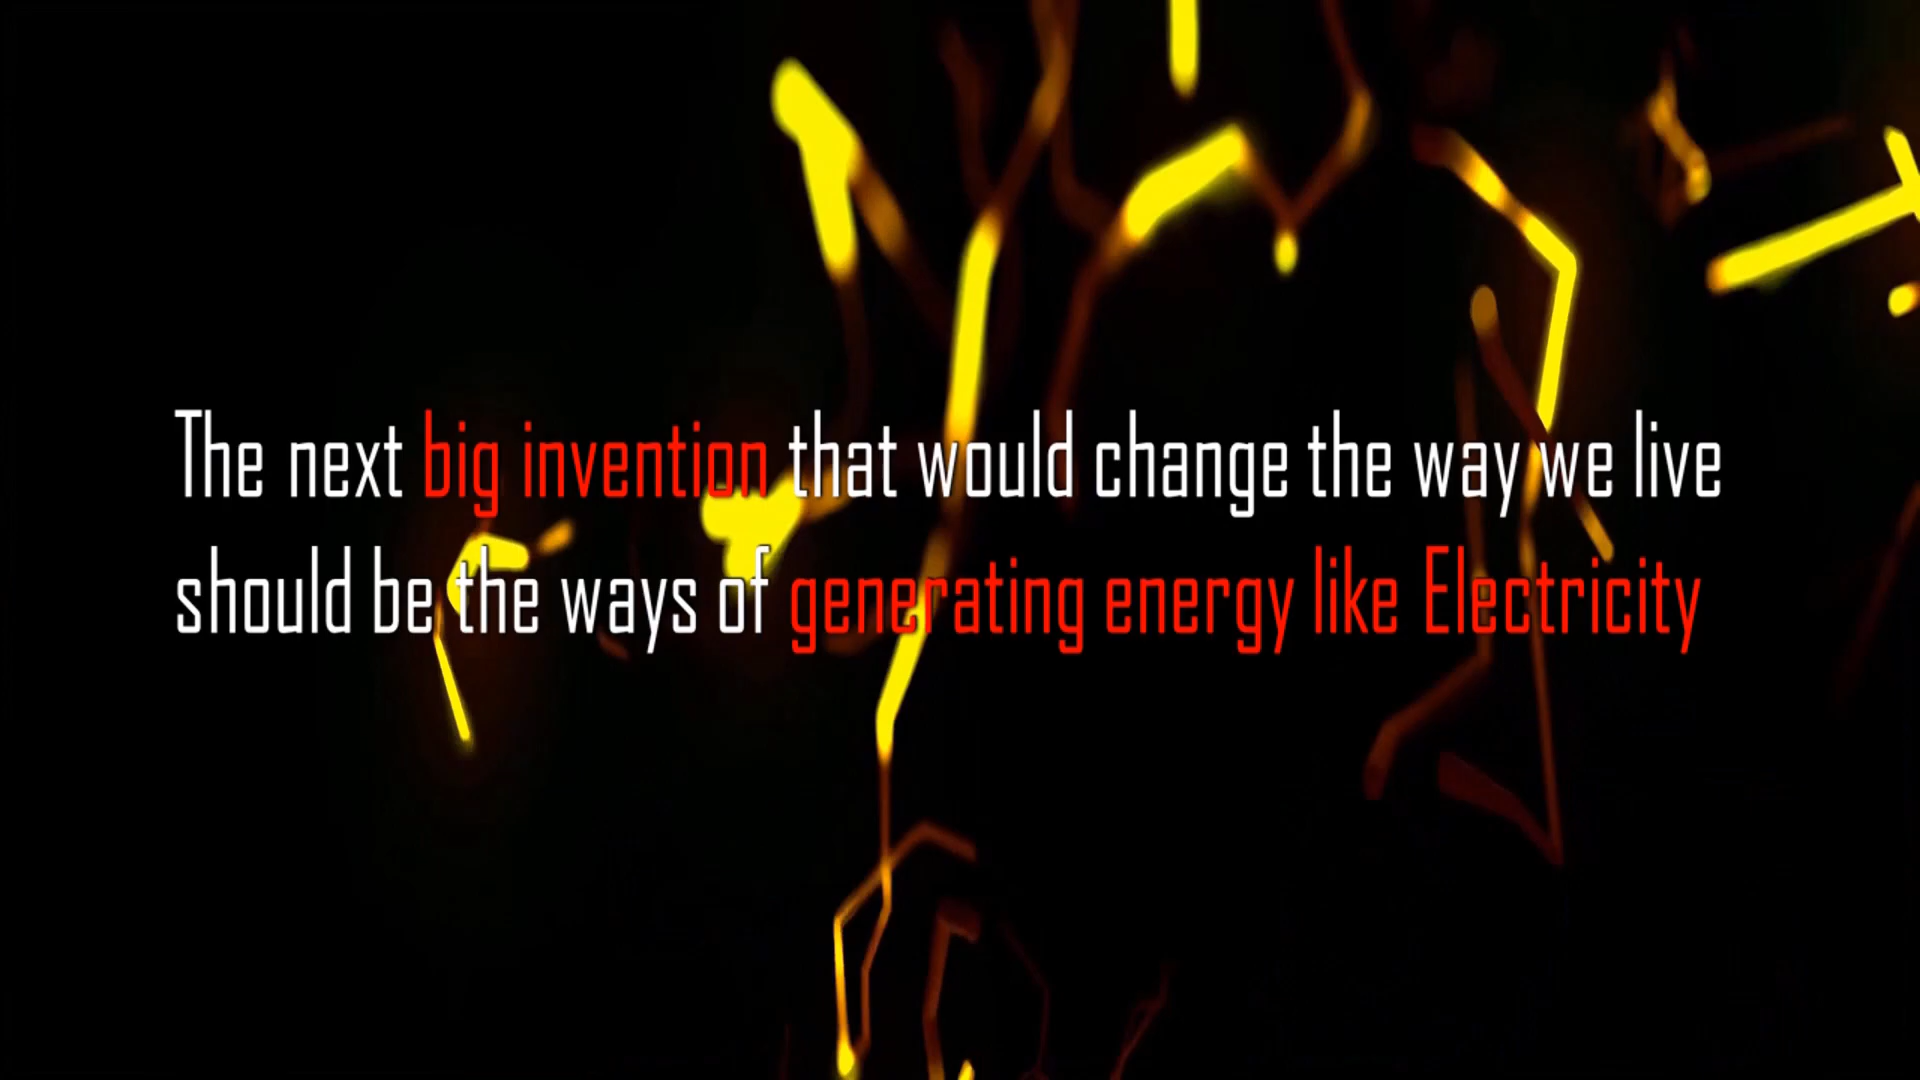 The next big invention that would change the way we live
should be the ways of generating energy like Electricity